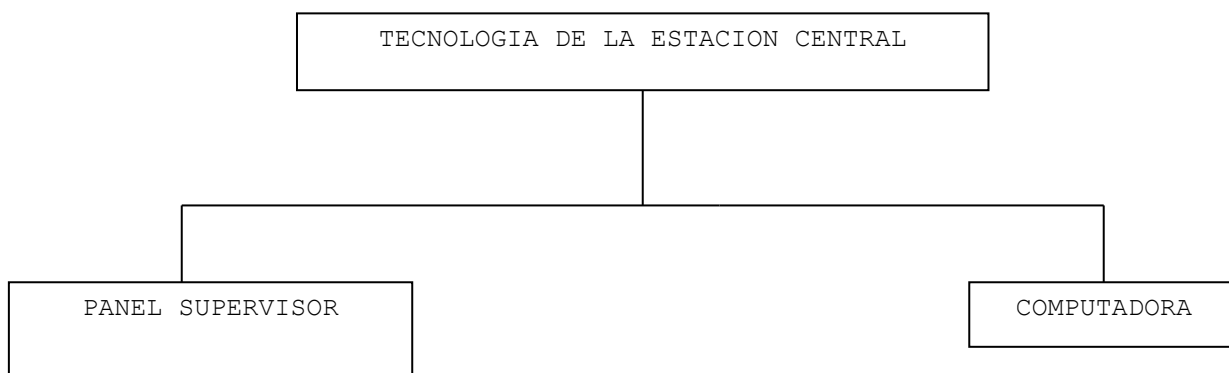 TECNOLOGIA DE LA ESTACION CENTRAL
PANEL SUPERVISOR
COMPUTADORA